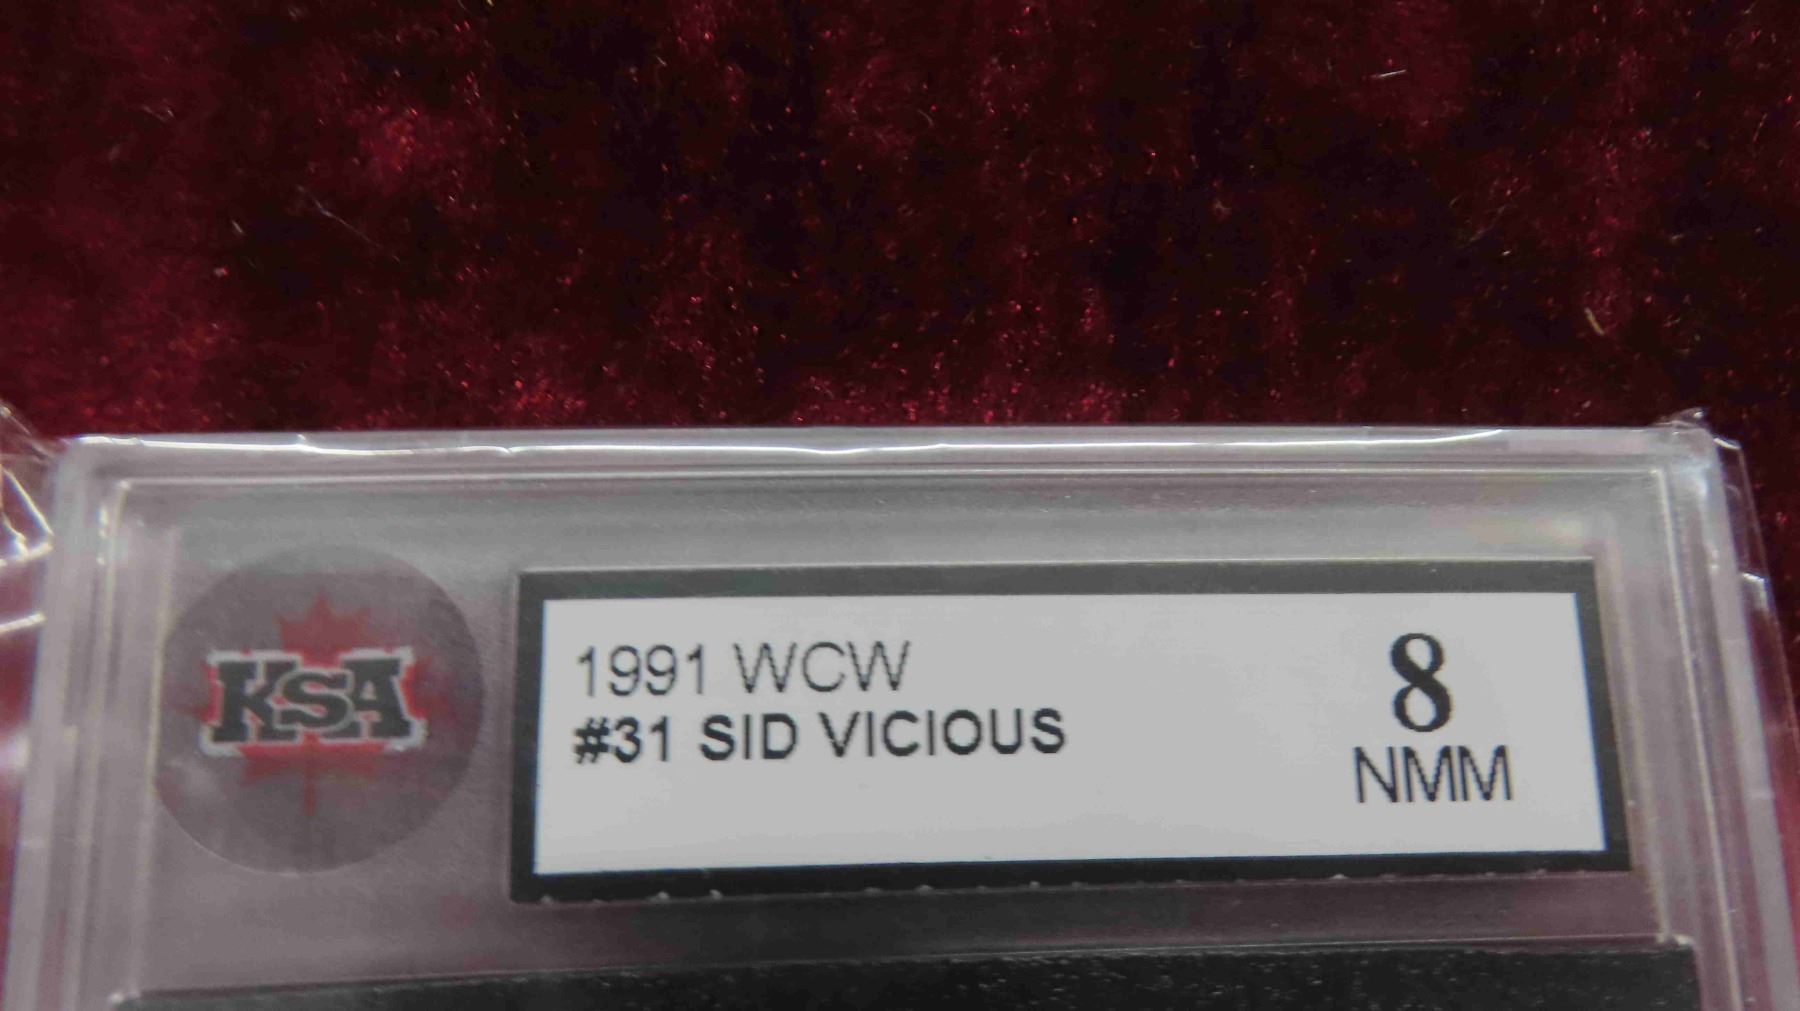 KSA
1991 WCW
#31 SID VICIOUS
8
NMM